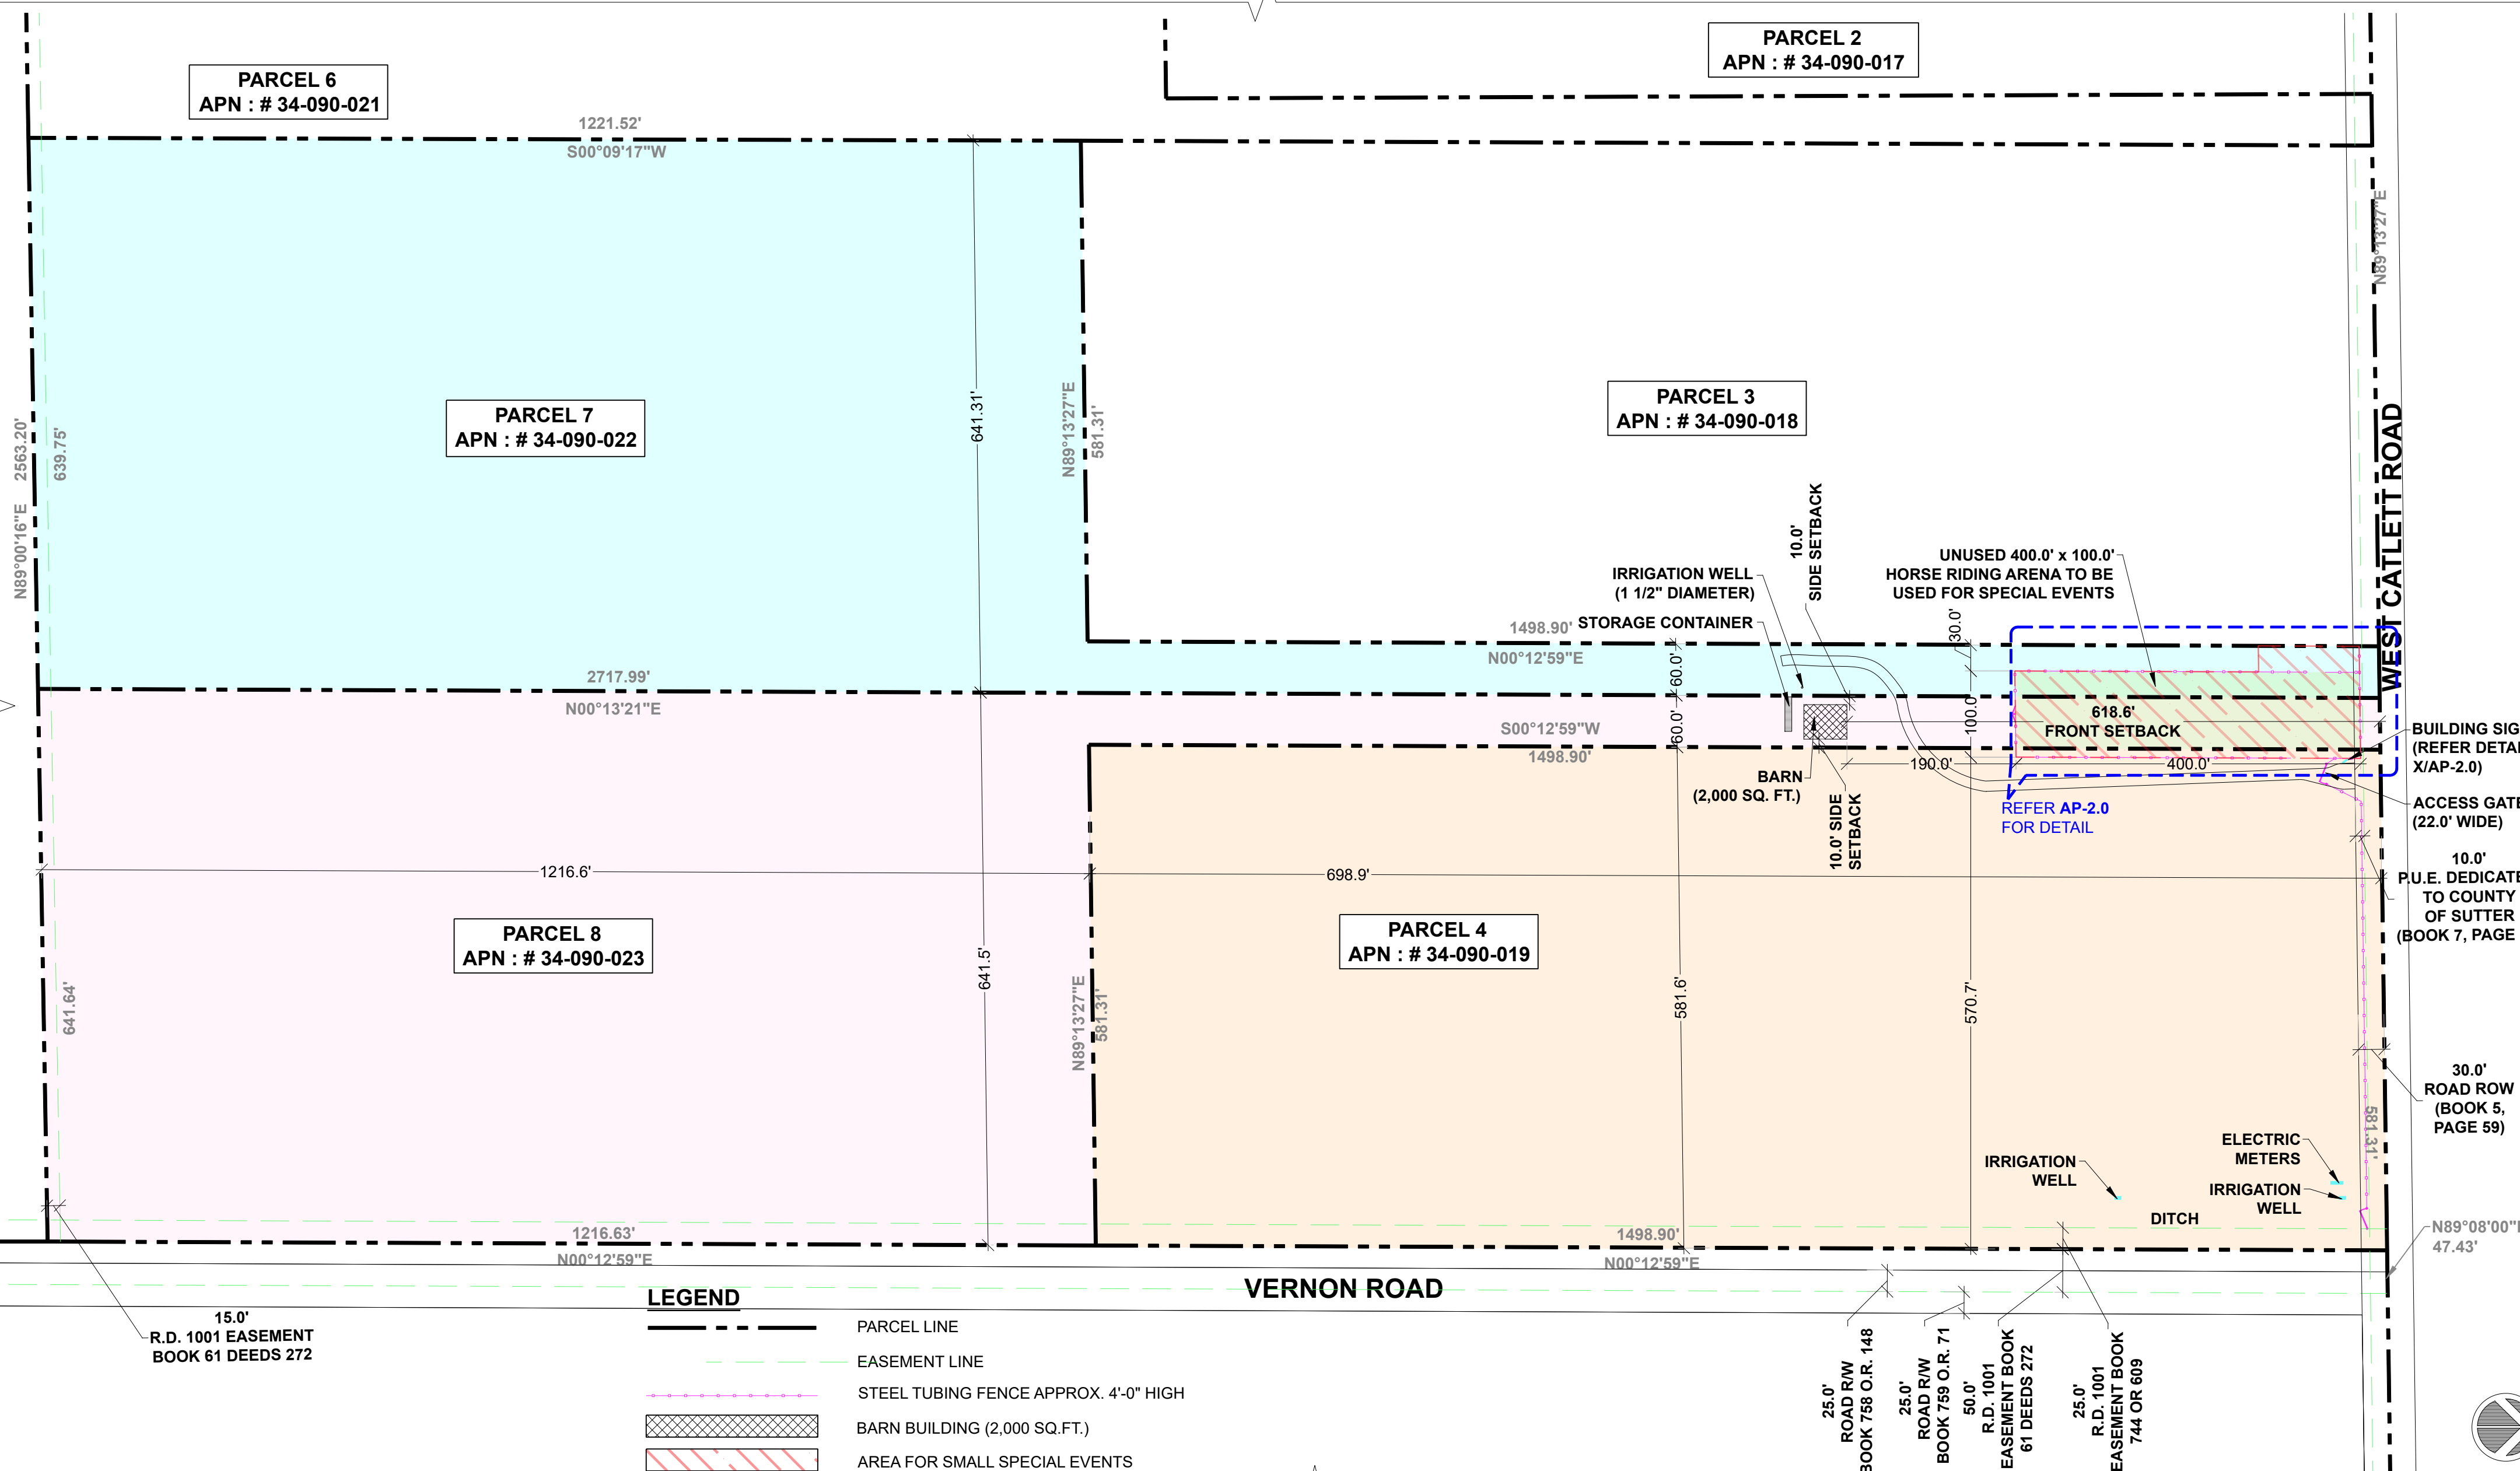 PARCEL 6
APN : # 34-090-021
PARCEL 2
APN : # 34-090-017
1221.52'
S00°09'17"W
N89°13'27"E
PARCEL 7
APN : # 34-090-022
641.31'
N89°13'27"E
581.31'
PARCEL 3
APN : # 34-090-018
WEST CATLETT ROAD
N89°00'16"E 2563.20'
639.75'
10.0'
SIDE SETBACK
IRRIGATION WELL
(1 1/2" DIAMETER)
STORAGE CONTAINER
UNUSED 400.0' x 100.0'
HORSE RIDING ARENA TO BE
USED FOR SPECIAL EVENTS
1498.90'
N00°12'59"E
60.0'
30.0'
2717.99'
N00°13'21"E
S00°12'59"W
1498.90'
60.0'
100.0'
618.6'
FRONT SETBACK
190.0'
400.0'
BARN
(2,000 SQ. FT.)
10.0' SIDE
SETBACK
REFER AP-2.0
FOR DETAIL
BUILDING SIG
(REFER DETA
X/AP-2.0)
ACCESS GATE
(22.0' WIDE)
10.0'
P.U.E. DEDICATE
TO COUNTY
OF SUTTER
(BOOK 7, PAGE
1216.6'
698.9'
PARCEL 8
APN : # 34-090-023
641.5'
641.64'
N89°13'27"E
581.31'
PARCEL 4
APN : # 34-090-019
581.6'
570.7'
30.0'
ROAD ROW
(BOOK 5,
PAGE 59)
581.31'
ELECTRIC
METERS
IRRIGATION
WELL
IRRIGATION
WELL
DITCH
N89°08'00"
47.43'
1216.63'
N00°12'59"E
1498.90'
N00°12'59"E
VERNON ROAD
15.0'
R.D. 1001 EASEMENT
BOOK 61 DEEDS 272
LEGEND
PARCEL LINE
EASEMENT LINE
STEEL TUBING FENCE APPROX. 4'-0" HIGH
BARN BUILDING (2,000 SQ.FT.)
AREA FOR SMALL SPECIAL EVENTS
25.0'
ROAD R/W
BOOK 758 O.R. 148
25.0'
ROAD R/W
BOOK 759 O.R. 71
50.0'
R.D. 1001
EASEMENT BOOK
61 DEEDS 272
25.0'
R.D. 1001
EASEMENT BOOK
744 OR 609